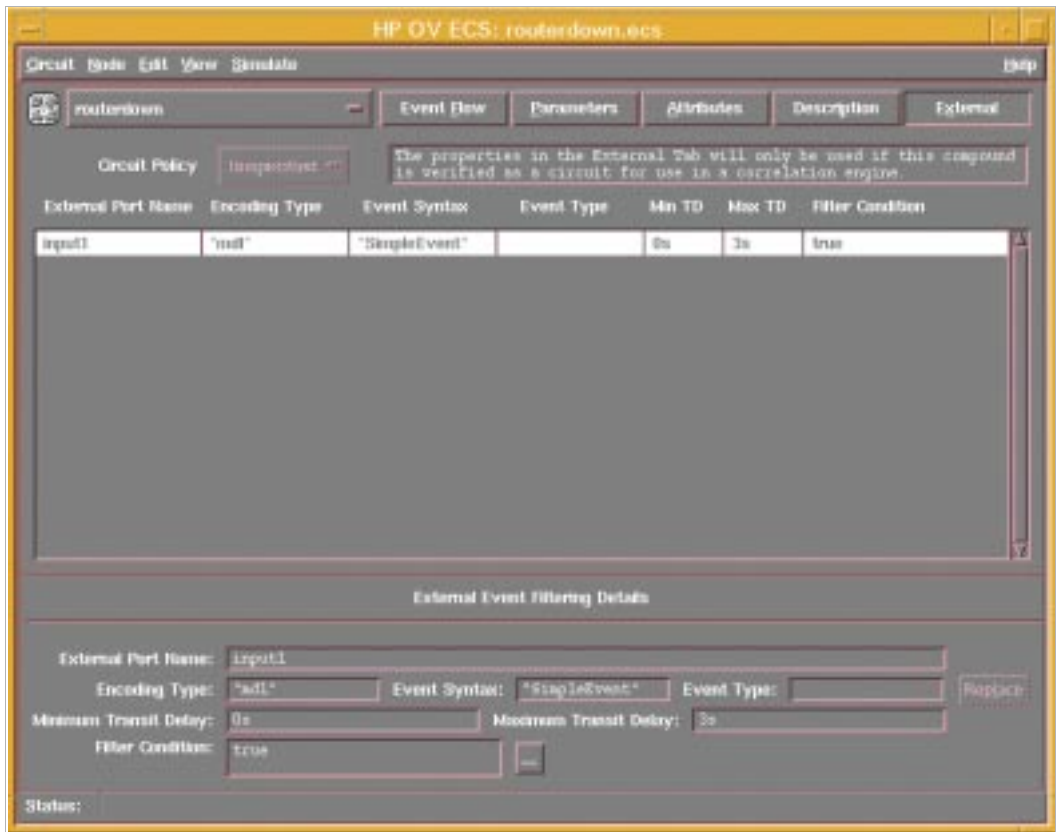 HP OV ECS: routerdown.ecs
Circuit Node Edit View Simulate Help
routerdown Event Flow Parameters Attributes Description External
Circuit Policy The properties in the External Tab will only be used if this compound
is verified as a circuit for use in a correlation engine.
External Port Name Encoding Type Event Syntax Event Type Min TD Max TD Filter Condition
input1 "mdl" "SimpleEvent" 0s 3s true
External Event Filtering Details
External Port Name: input1
Encoding Type: "mdl" Event Syntax: "SimpleEvent" Event Type: Replace
Minimum Transit Delay: 0s Maximum Transit Delay: 3s
Filter Condition: true ...
Status: